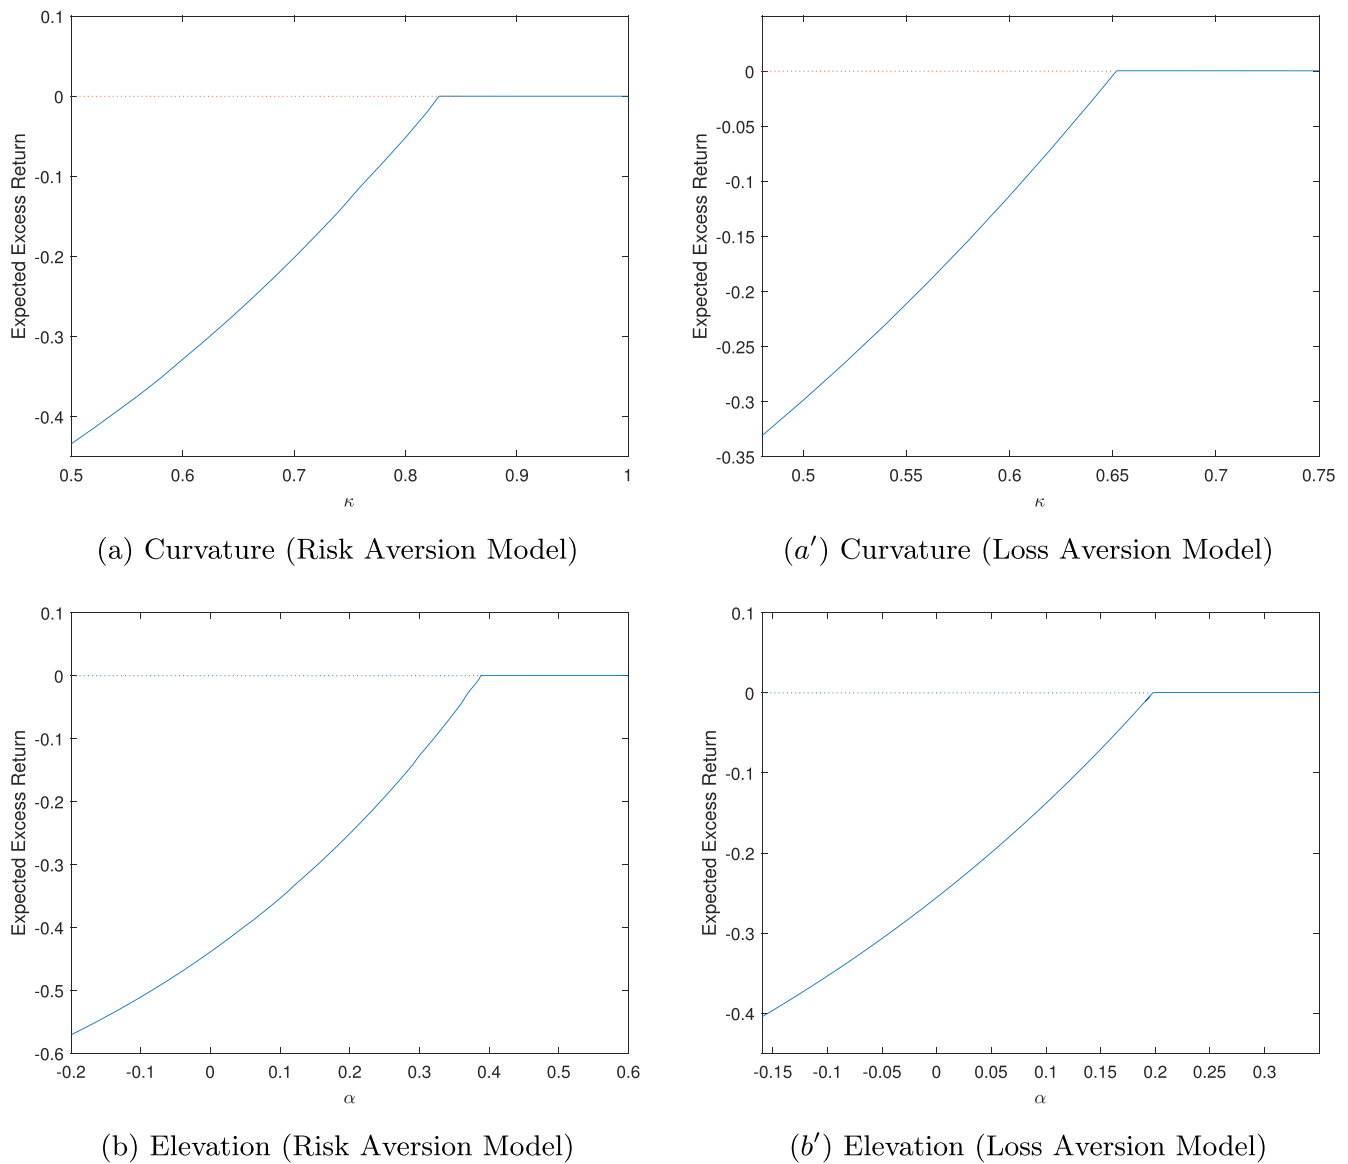 0.1
0
-0.1
-0.2
-0.3
-0.4
Expected Excess Return
0.5 0.6 0.7 0.8 0.9 1
κ
(a) Curvature (Risk Aversion Model)
0
-0.05
-0.1
-0.15
-0.2
-0.25
-0.3
-0.35
Expected Excess Return
0.5 0.55 0.6 0.65 0.7 0.75
κ
(a′) Curvature (Loss Aversion Model)
0.1
0
-0.1
-0.2
-0.3
-0.4
-0.5
-0.6
Expected Excess Return
-0.2 -0.1 0 0.1 0.2 0.3 0.4 0.5 0.6
α
(b) Elevation (Risk Aversion Model)
0.1
0
-0.1
-0.2
-0.3
-0.4
Expected Excess Return
-0.15 -0.1 -0.05 0 0.05 0.1 0.15 0.2 0.25 0.3
α
(b′) Elevation (Loss Aversion Model)